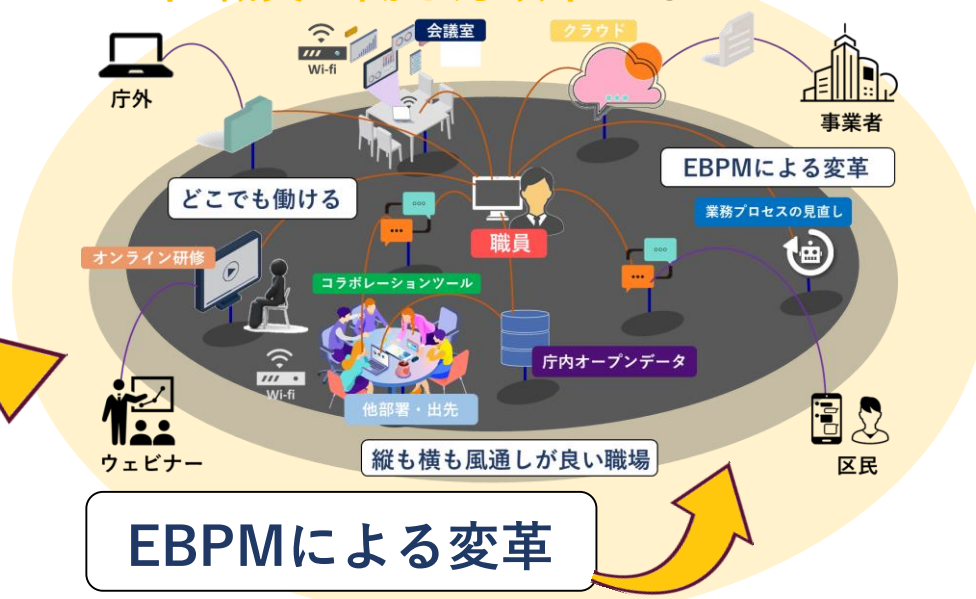 会議室
クラウド
Wi-fi
庁外
事業者
EBPMによる変革
どこでも働ける
業務プロセスの見直し
職員
オンライン研修
コラボレーションツール
庁内オープンデータ
Wi-fi
他部署・出先
ウェビナー
縦も横も風通しが良い職場
区民
EBPMによる変革